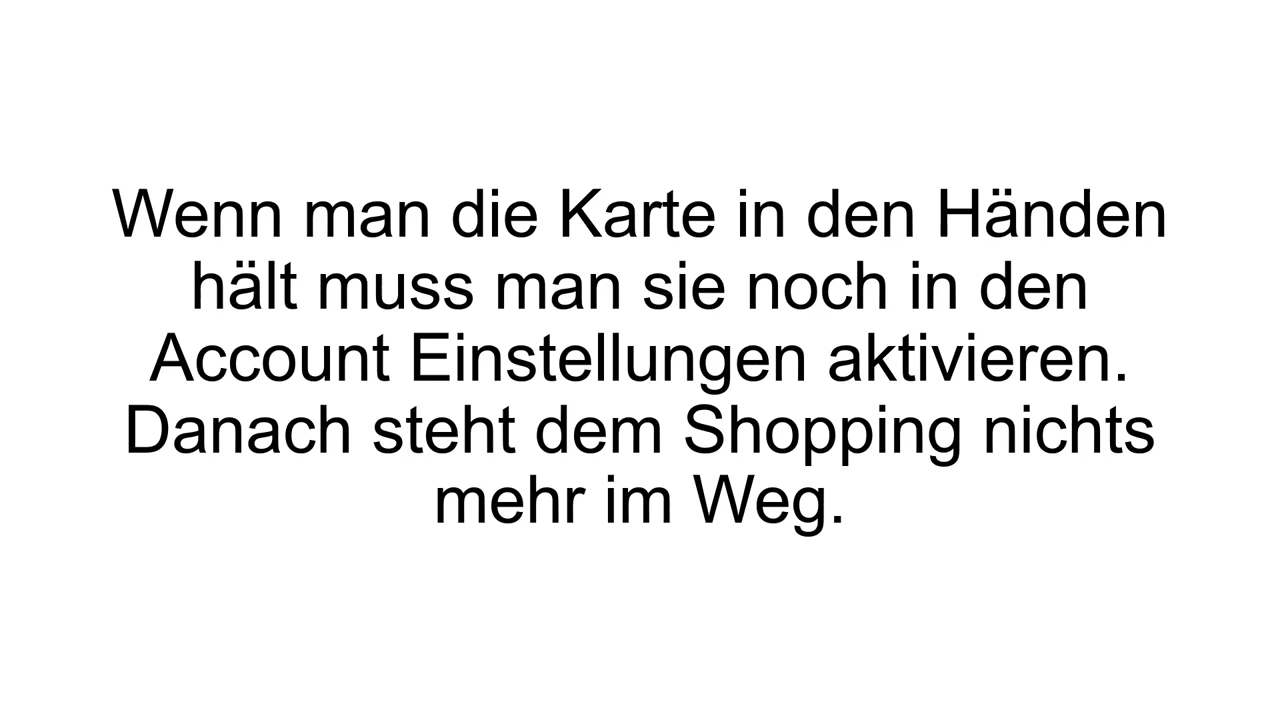 Wenn man die Karte in den Händen
hält muss man sie noch in den
Account Einstellungen aktivieren.
Danach steht dem Shopping nichts
mehr im Weg.